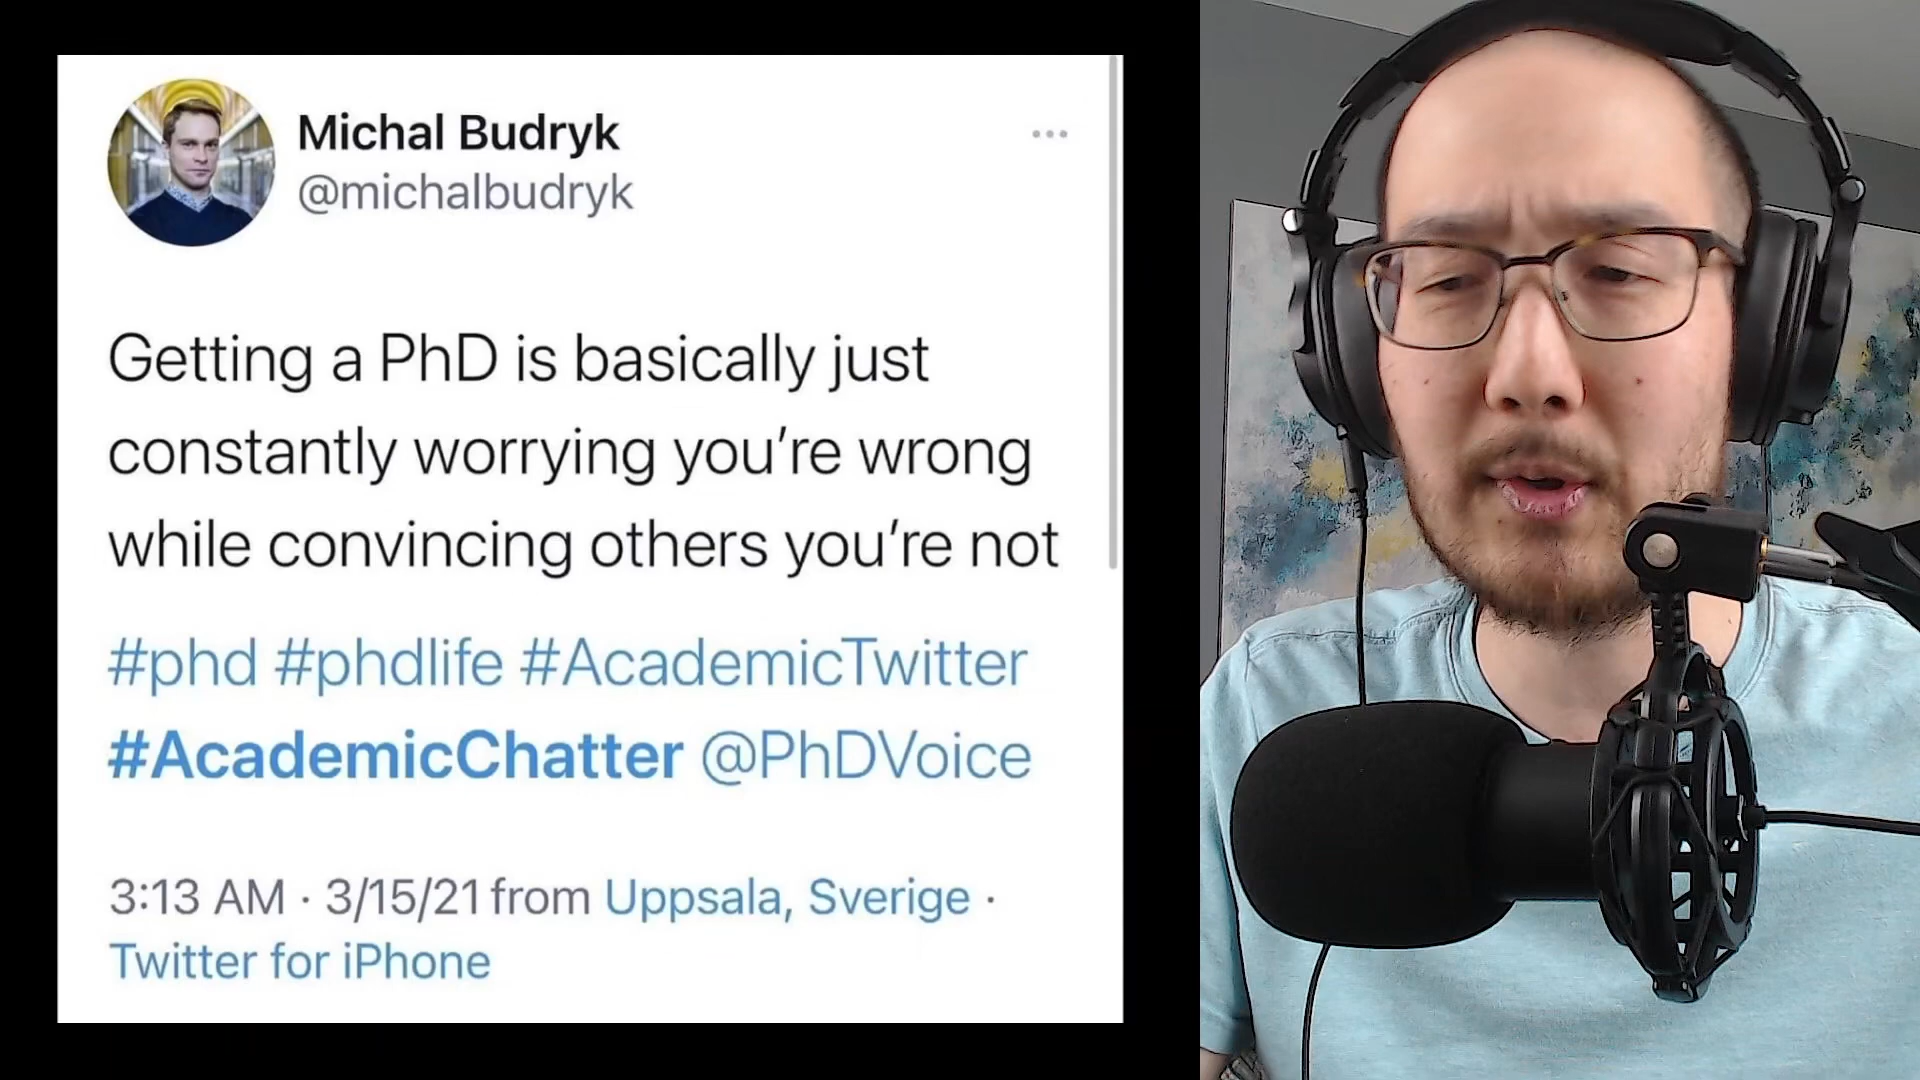 Michal Budryk
@michalbudryk
Getting a PhD is basically just
constantly worrying you're wrong
while convincing others you're not
#phd #phdlife #AcademicTwitter
#AcademicChatter @PhDVoice
3:13 AM · 3/15/21 from Uppsala, Sverige ·
Twitter for iPhone